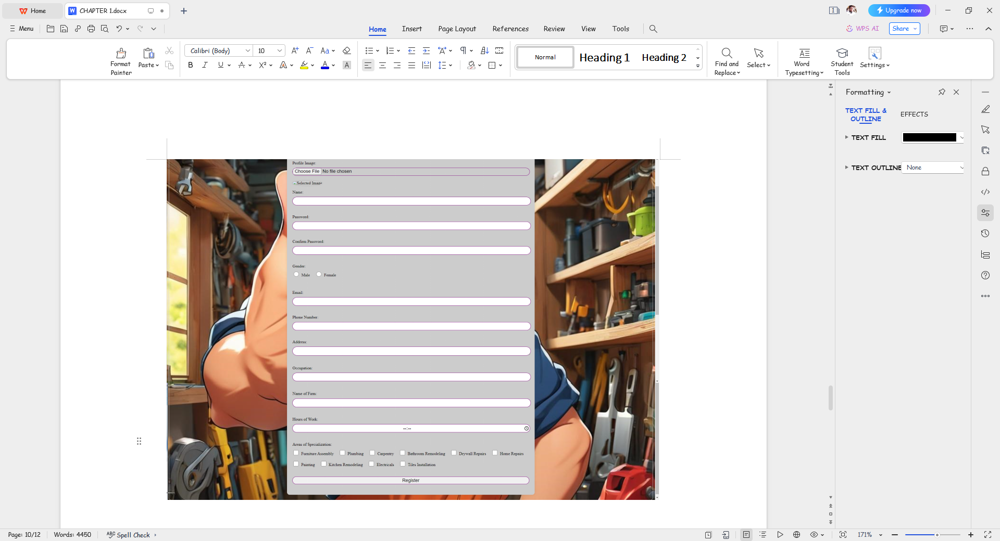 Home
CHAPTER 1.docx
1
Upgrade now
Menu
Home
Insert
Page Layout
References
Review
View
Tools
WPS AI
Share
Format
Painter
Paste
Calibri (Body)
10
Normal
Heading 1
Heading 2
Find and
Replace
Select
Word
Typesetting
Student
Tools
Settings
Formatting
TEXT FILL &
OUTLINE
EFFECTS
TEXT FILL
TEXT OUTLINE
None
Profile Image:
Choose File No file chosen
Selected Image
Name:
Password:
Confirm Password:
Gender:
Male Female
Email:
Phone Number:
Address:
Occupation:
Name of Firm:
Hours of Work:
--:--
Areas of Specialization:
Furniture Assembly Plumbing Carpentry Bathroom Remodeling Drywall Repairs Home Repairs
Painting Kitchen Remodeling Electricals Tiles Installation
Register
Page: 10/12
Words: 4450
Spell Check
171%